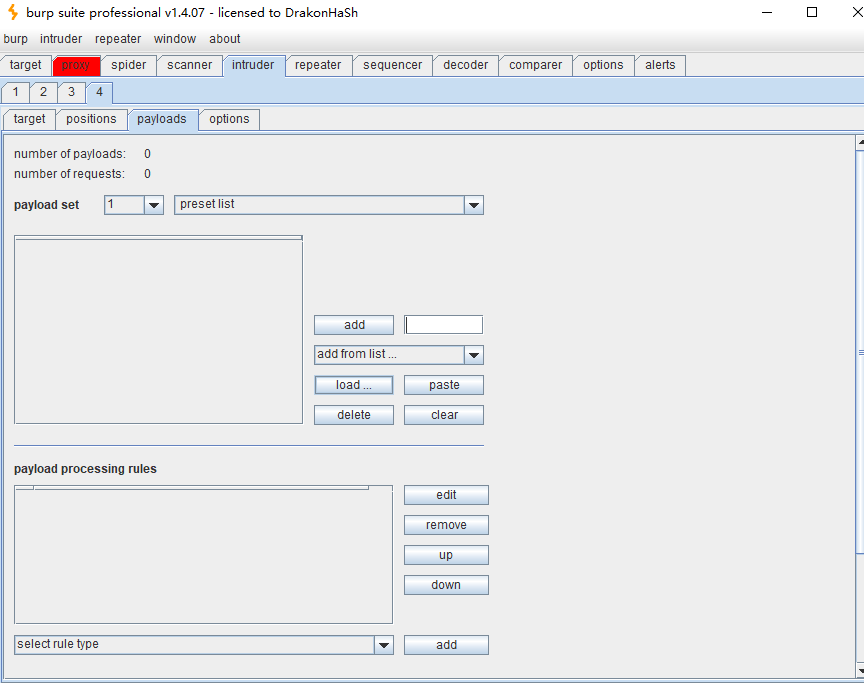 burp suite professional v1.4.07 - licensed to DrakonHaSh
burp intruder repeater window about
target proxy spider scanner intruder repeater sequencer decoder comparer options alerts
1 2 3 4
target positions payloads options
number of payloads: 0
number of requests: 0
payload set 1 preset list
add
add from list ...
load ... paste
delete clear
payload processing rules
edit
remove
up
down
select rule type add